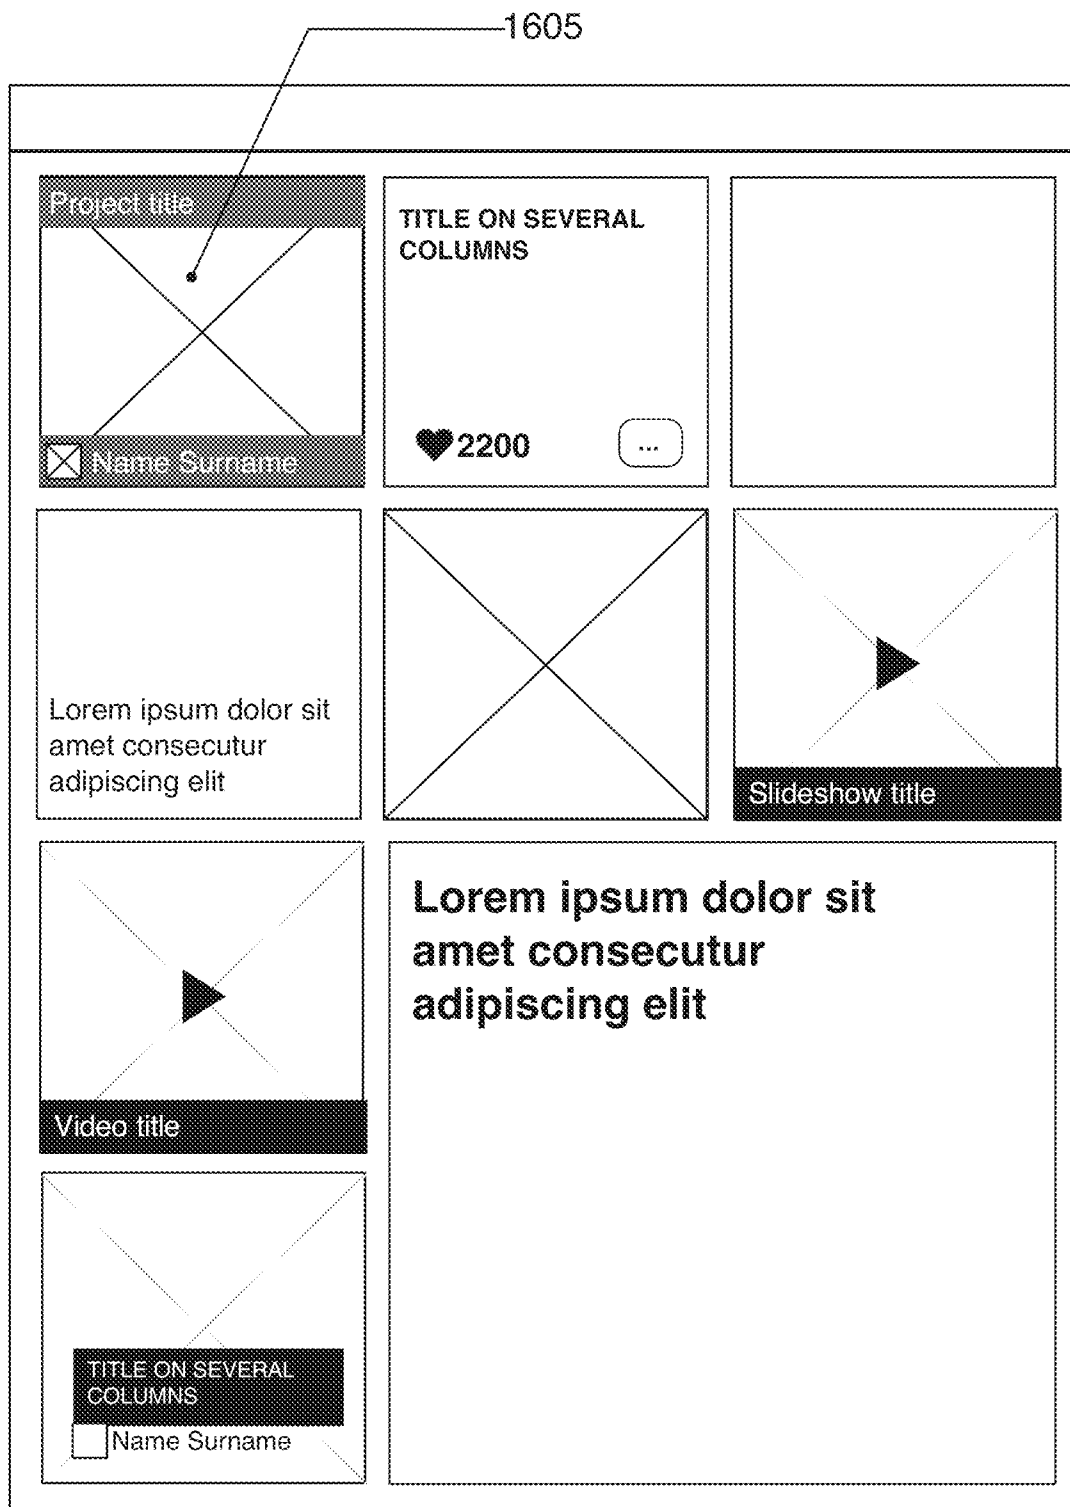 1605
Project title
Name Surname
TITLE ON SEVERAL
COLUMNS
2200
...
Lorem ipsum dolor sit
amet consecutur
adipiscing elit
Slideshow title
Video title
Lorem ipsum dolor sit
amet consecutur
adipiscing elit
TITLE ON SEVERAL
COLUMNS
Name Surname